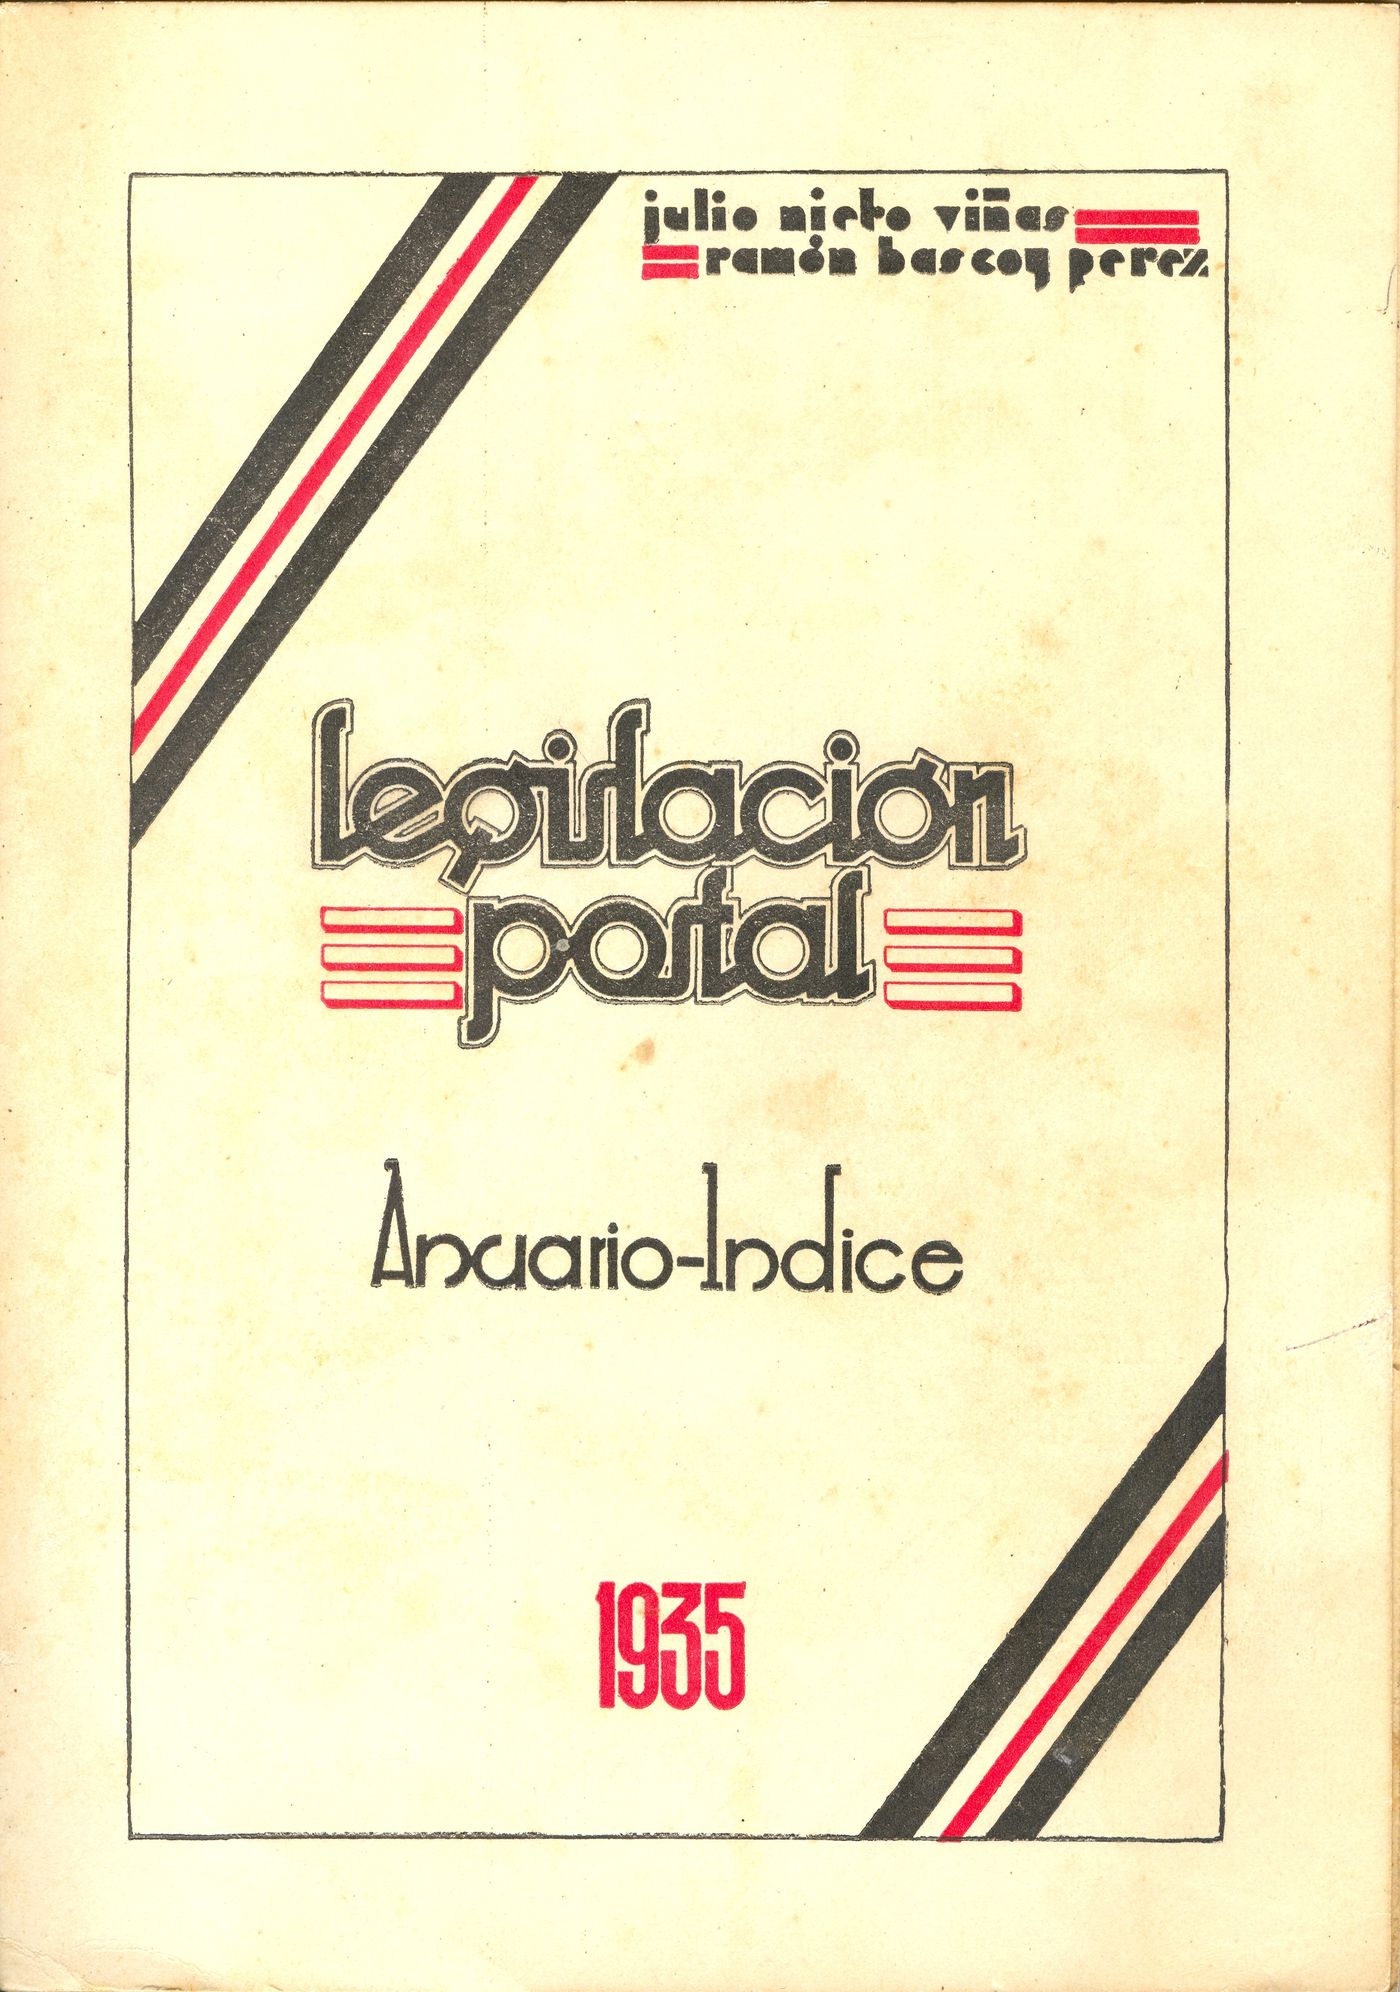 julio nieto viñas
ramón bascoy perez
legislación
postal
Anuario-Indice
1935